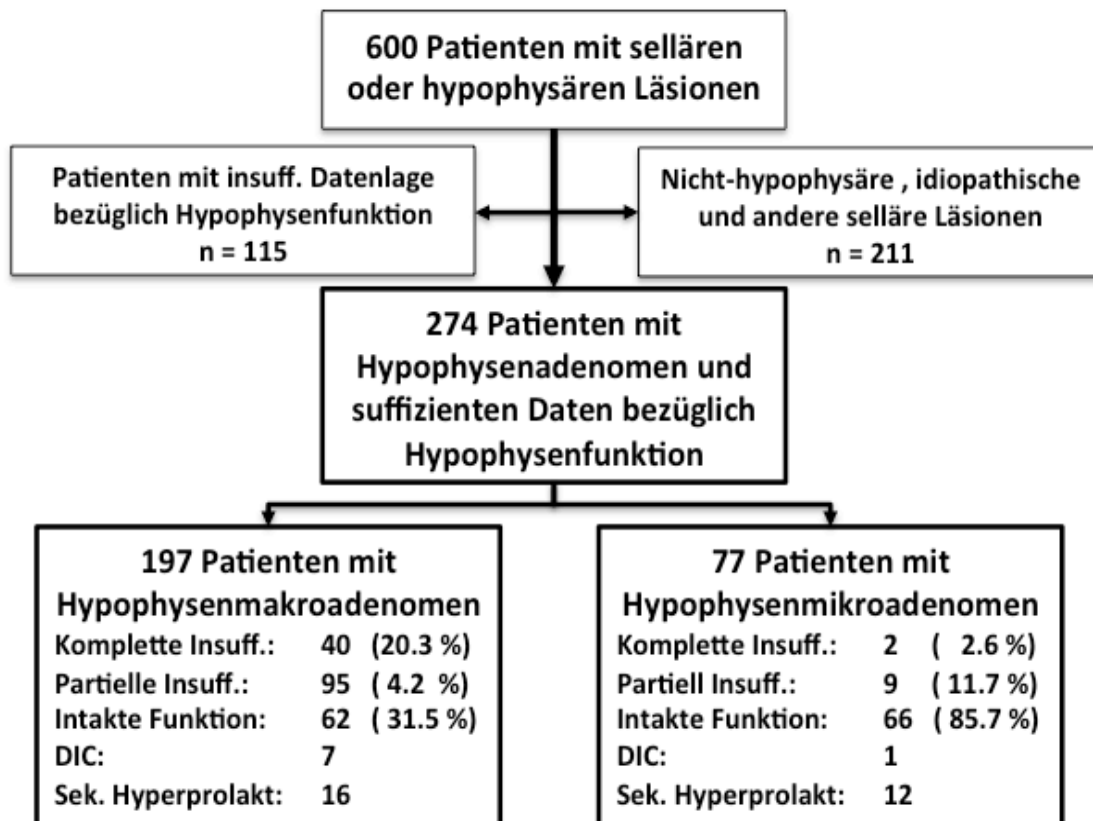 600 Patienten mit sellären
oder hypophysären Läsionen
Patienten mit insuff. Datenlage
bezüglich Hypophysenfunktion
n = 115
Nicht-hypophysäre , idiopathische
und andere selläre Läsionen
n = 211
274 Patienten mit
Hypophysenadenomen und
suffizienten Daten bezüglich
Hypophysenfunktion
197 Patienten mit
Hypophysenmakroadenomen
Komplette Insuff.: 40 (20.3 %)
Partielle Insuff.: 95 ( 4.2 %)
Intakte Funktion: 62 ( 31.5 %)
DIC: 7
Sek. Hyperprolakt: 16
77 Patienten mit
Hypophysenmikroadenomen
Komplette Insuff.: 2 ( 2.6 %)
Partiell Insuff.: 9 ( 11.7 %)
Intakte Funktion: 66 ( 85.7 %)
DIC: 1
Sek. Hyperprolakt: 12